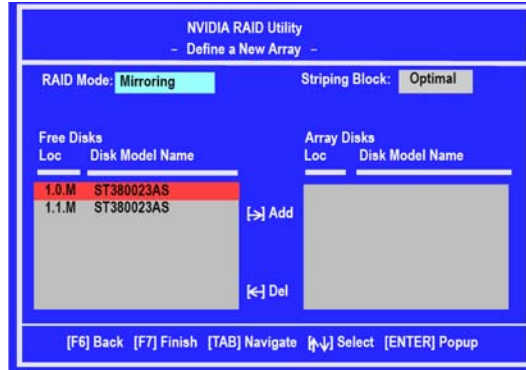 NVIDIA RAID Utility
- Define a New Array -
RAID Mode: Mirroring
Striping Block: Optimal
Free Disks
Loc Disk Model Name
1.0.M ST380023AS
1.1.M ST380023AS
[→] Add
[←] Del
Array Disks
Loc Disk Model Name
[F6] Back [F7] Finish [TAB] Navigate [↑↓] Select [ENTER] Popup